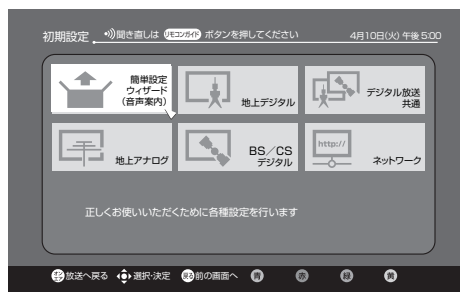 初期設定 聞き直しは リモコンガイド ボタンを押してください 4月10日(火) 午後 5:00
簡単設定
ウィザード
(音声案内)
地上デジタル
デジタル放送
共通
地上アナログ
BS/CS
デジタル
http://
ネットワーク
正しくお使いいただくために各種設定を行います
放送へ戻る 選択・決定 戻る 前の画面へ 青 赤 緑 黄